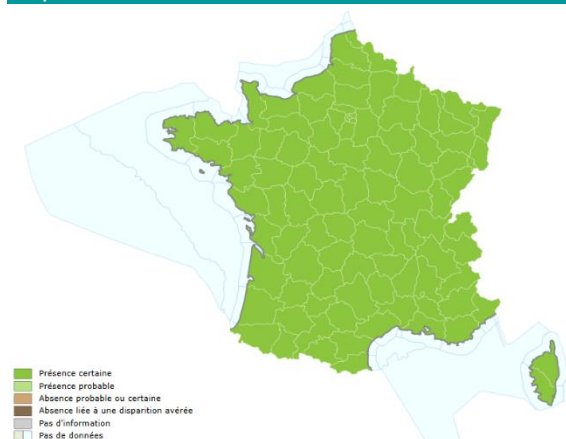 Présence certaine
Présence probable
Absence probable ou certaine
Absence liée à une disparition avérée
Pas d'information
Pas de données